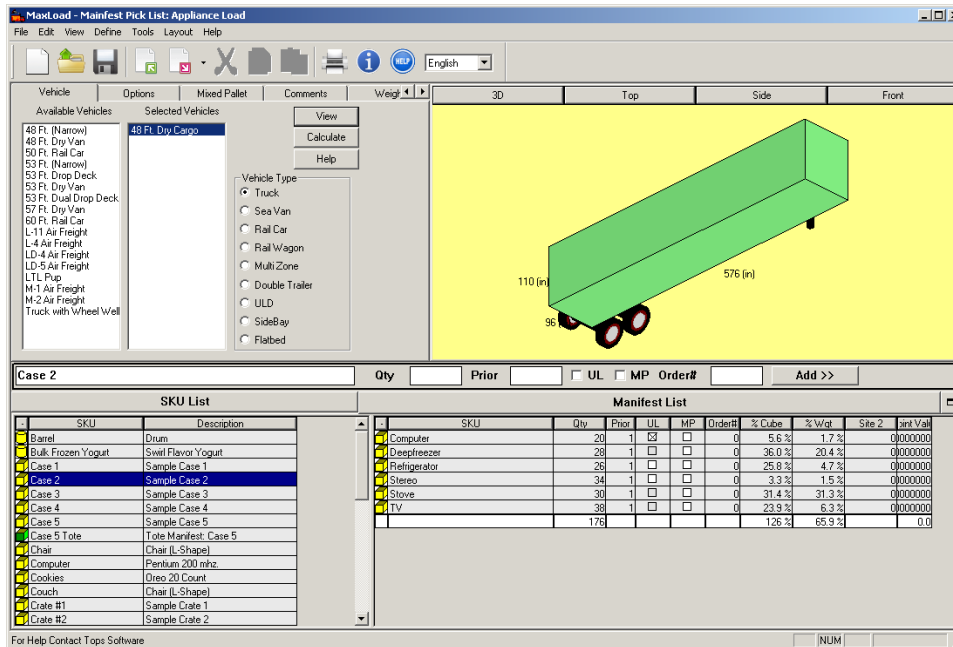 MaxLoad - Mainfest Pick List: Appliance Load
File Edit View Define Tools Layout Help
HELP English
Vehicle Options Mixed Pallet Comments Weigh
3D Top Side Front
Available Vehicles Selected Vehicles
View
Calculate
Help
48 Ft. (Narrow)
48 Ft. Dry Van
50 Ft. Rail Car
53 Ft. (Narrow)
53 Ft. Drop Deck
53 Ft. Dry Van
53 Ft. Dual Drop Deck
57 Ft. Dry Van
60 Ft. Rail Car
L-11 Air Freight
L-4 Air Freight
LD-4 Air Freight
LD-5 Air Freight
LTL Pup
M-1 Air Freight
M-2 Air Freight
Truck with Wheel Well
48 Ft. Dry Cargo
Vehicle Type
Truck
Sea Van
Rail Car
Rail Wagon
Multi Zone
Double Trailer
ULD
SideBay
Flatbed
110 (in)
576 (in)
96
Case 2 Qty Prior UL MP Order# Add >>
SKU List
SKU Description
Barrel Drum
Bulk Frozen Yogurt Swirl Flavor Yogurt
Case 1 Sample Case 1
Case 2 Sample Case 2
Case 3 Sample Case 3
Case 4 Sample Case 4
Case 5 Sample Case 5
Case 5 Tote Tote Manifest: Case 5
Chair Chair (L-Shape)
Computer Pentium 200 mhz.
Cookies Oreo 20 Count
Couch Chair (L-Shape)
Crate #1 Sample Crate 1
Crate #2 Sample Crate 2
Manifest List
SKU Qty Prior UL MP Order# % Cube % Wgt Site 2 oint Val
Computer 20 1 0 5.6 % 1.7 % 0 0000000
Deepfreezer 28 1 0 36.0 % 20.4 % 0 0000000
Refrigerator 26 1 0 25.8 % 4.7 % 0 0000000
Stereo 34 1 0 3.3 % 1.5 % 0 0000000
Stove 30 1 0 31.4 % 31.3 % 0 0000000
TV 38 1 0 23.9 % 6.3 % 0 0000000
176 126 % 65.9 % 0.0
For Help Contact Tops Software
NUM